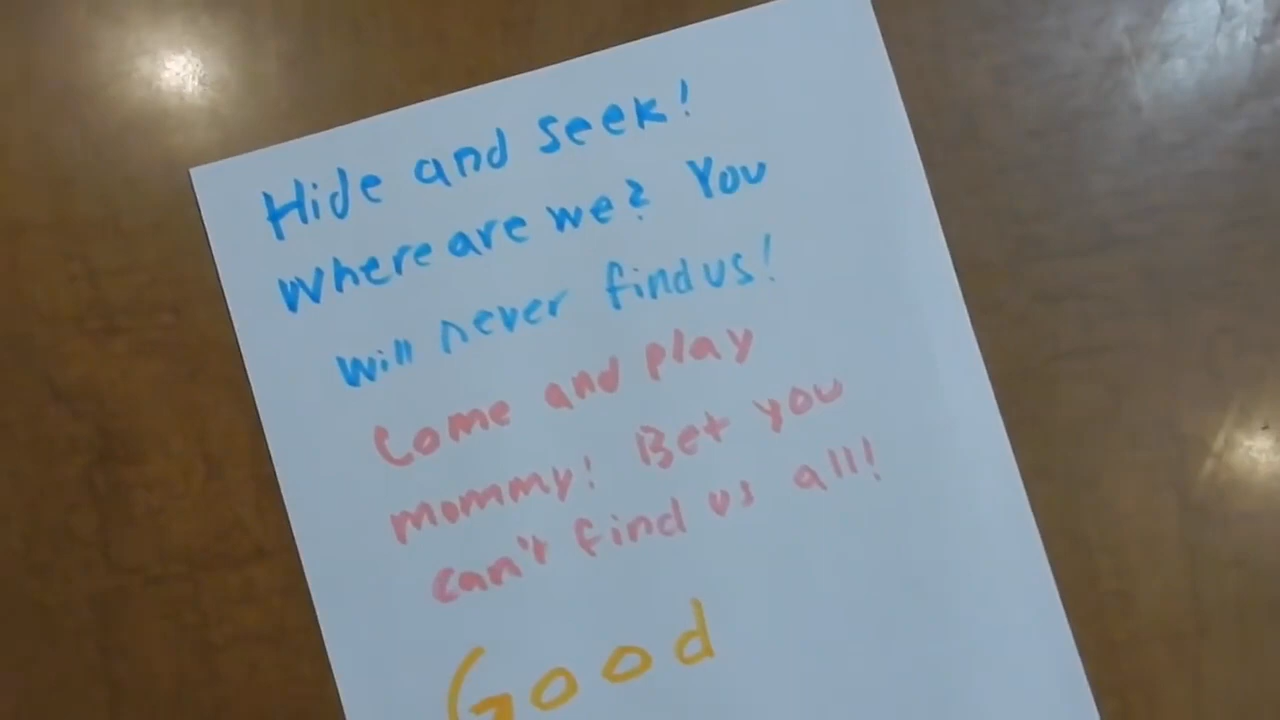 Hide and seek!
Where are we? You
will never find us!
Come and play
mommy! Bet you
can't find us all!
Good